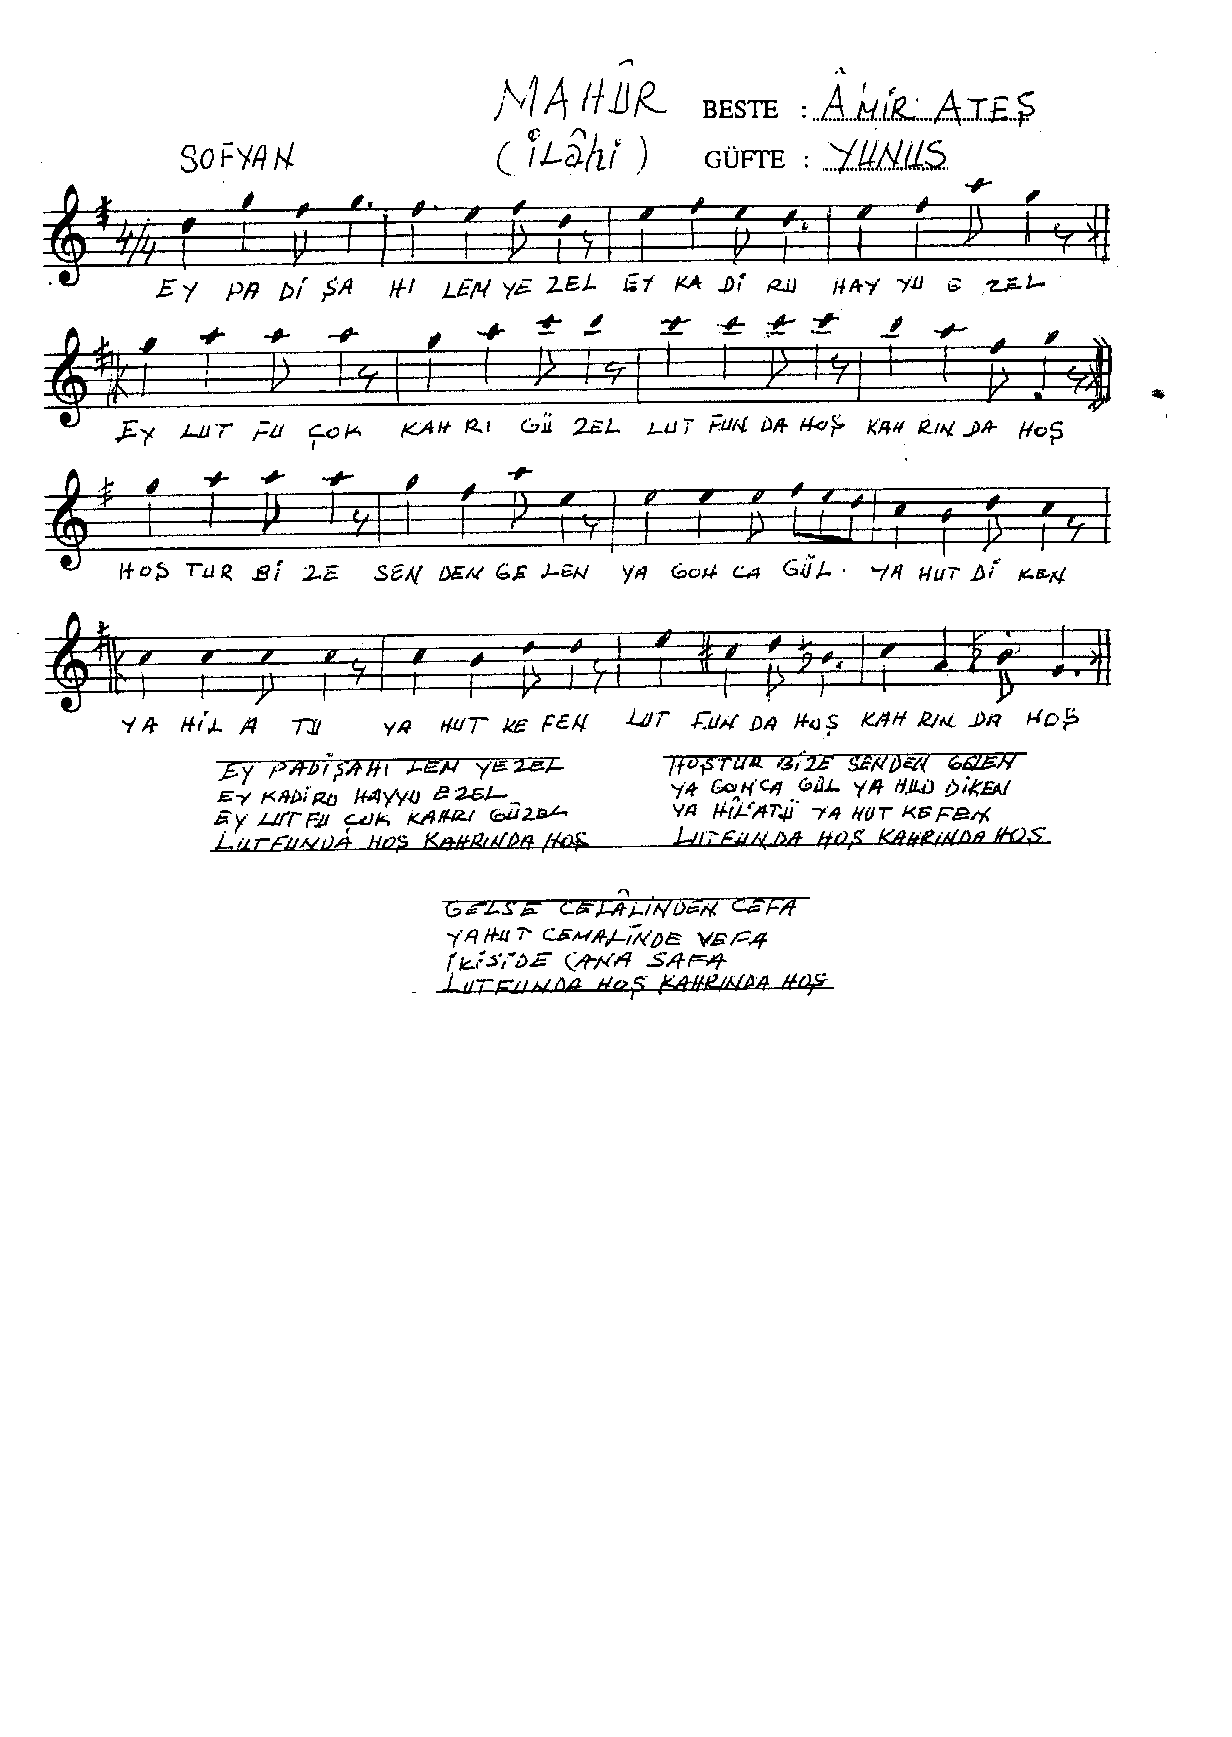 MAHÛR BESTE : ÂMİR ATEŞ
SOFYAN (İLÂHİ) GÜFTE : YUNUS
4/4
EY PA Dİ ŞA HI LEM YE ZEL EY KA Dİ RU HAY YU E ZEL
EY LUT FU ÇOK KAH RI GÜ ZEL LUT FUN DA HOŞ KAH RIN DA HOŞ
HOŞ TUR Bİ ZE SEN DEN GE LEN YA GON CA GÜL YA HUT Dİ KEN
YA HİL A TÜ YA HUT KE FEN LUT FUN DA HOŞ KAH RIN DA HOŞ
EY PADİŞAHI LEM YEZEL
EY KADİRU HAYYU EZEL
EY LUTFU ÇOK KAHRI GÜZEL
LUTFUNDA HOŞ KAHRINDA HOŞ
HOŞTUR BİZE SENDEN GELEN
YA GONCA GÜL YA HUD DİKEN
YA HİL'ATÜ YA HUT KEFEN
LUTFUNDA HOŞ KAHRINDA HOŞ
GELSE CELÂLİNDEN CEFA
YAHUT CEMALİNDE VEFA
İKİSİDE CANA SAFA
LUTFUNDA HOŞ KAHRINDA HOŞ